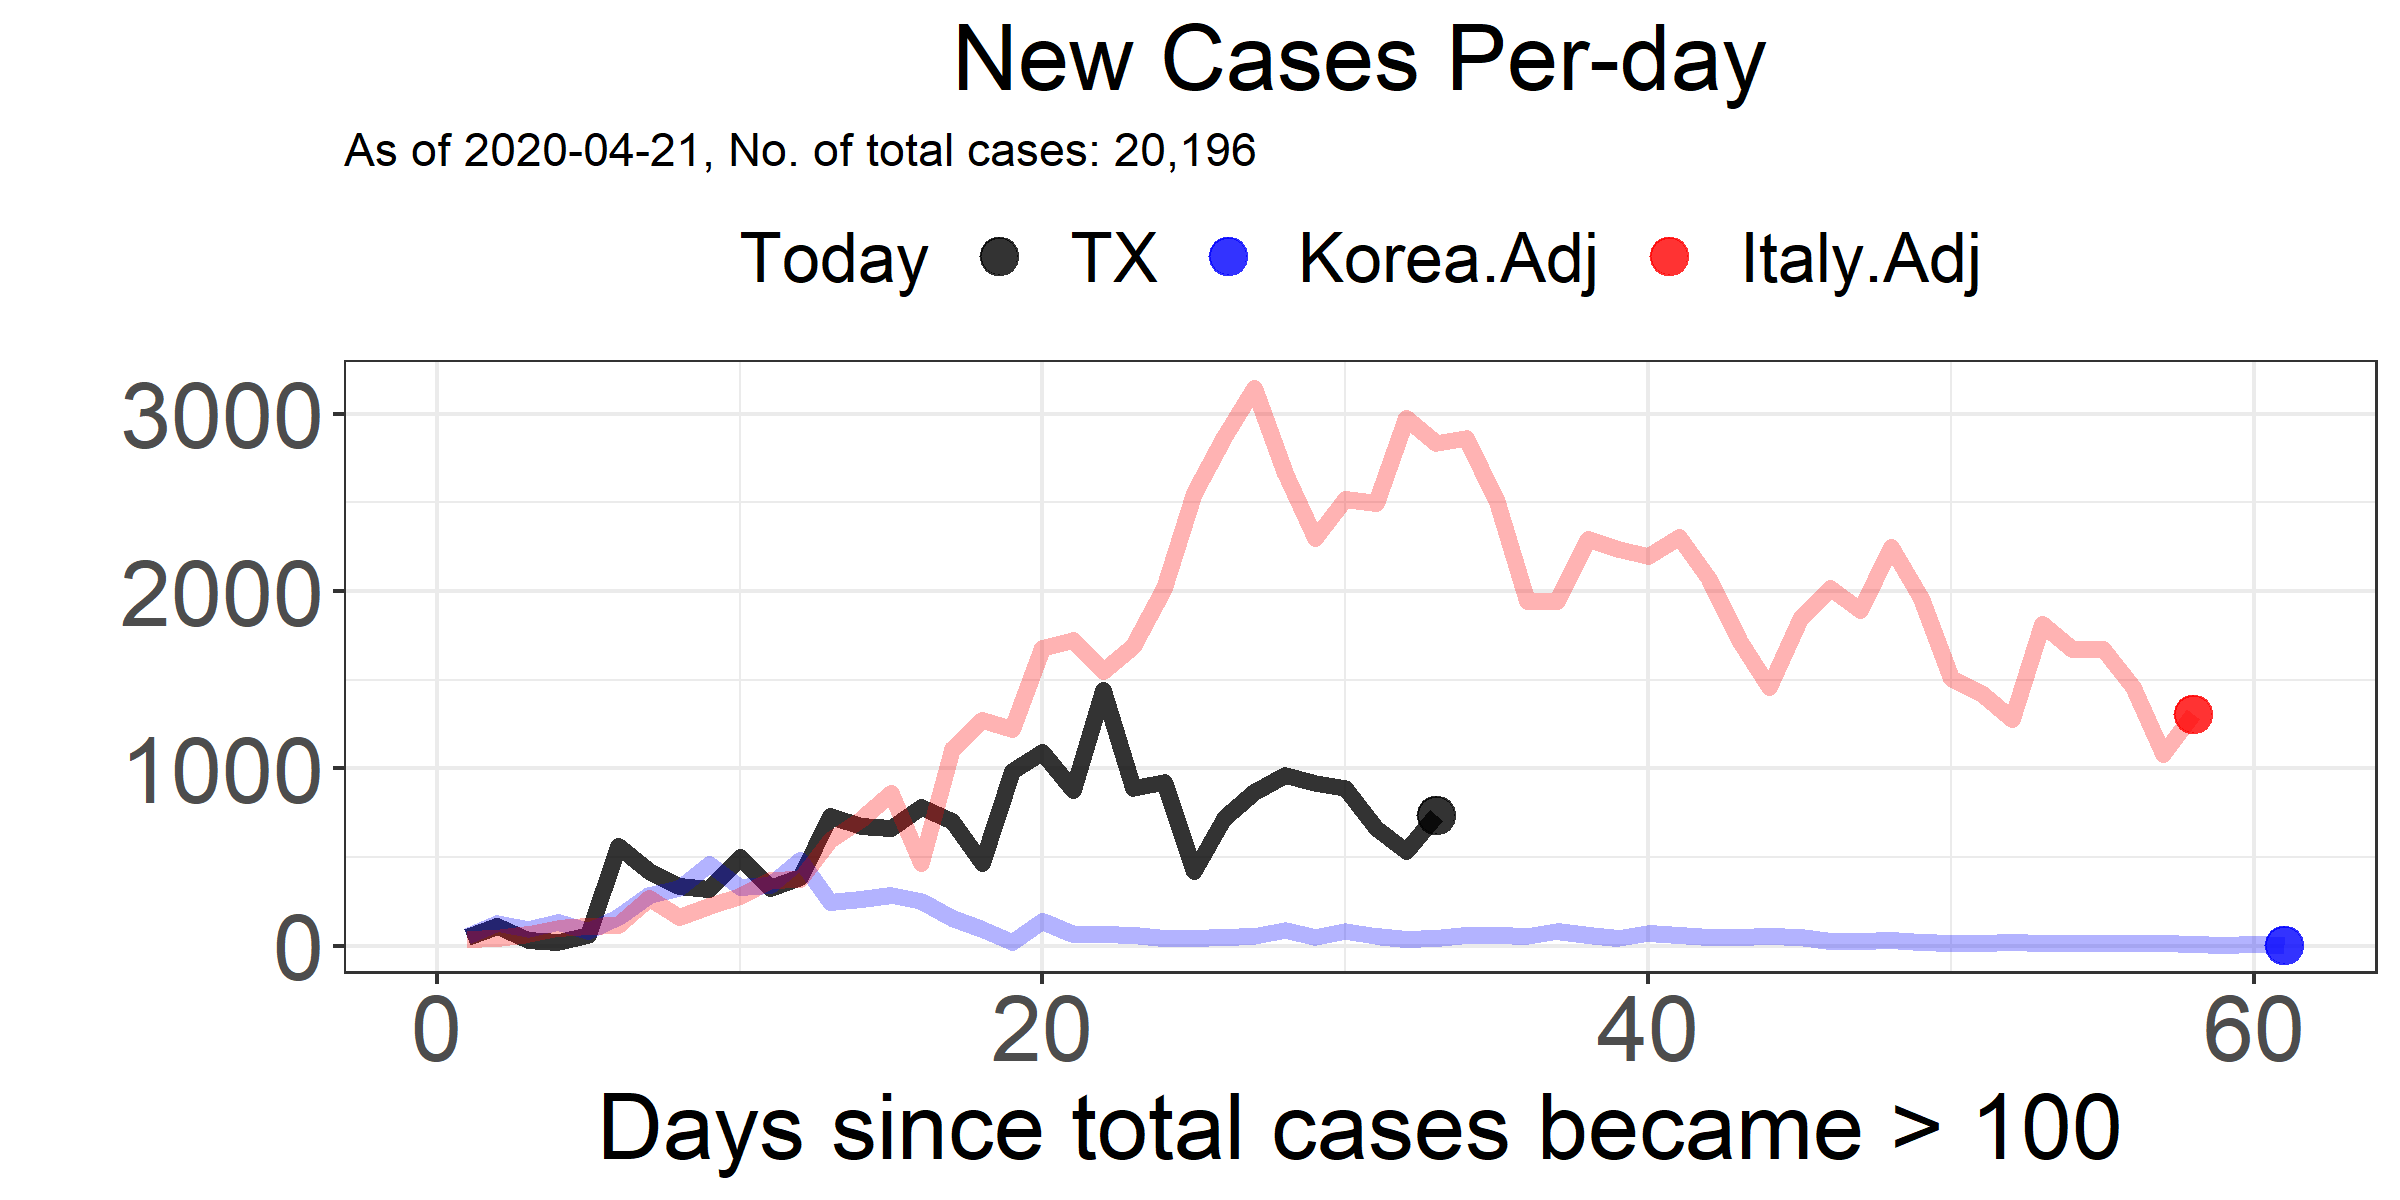 New Cases Per-day
As of 2020-04-21, No. of total cases: 20,196
Today TX Korea.Adj Italy.Adj
3000
2000
1000
0
0 20 40 60
Days since total cases became > 100